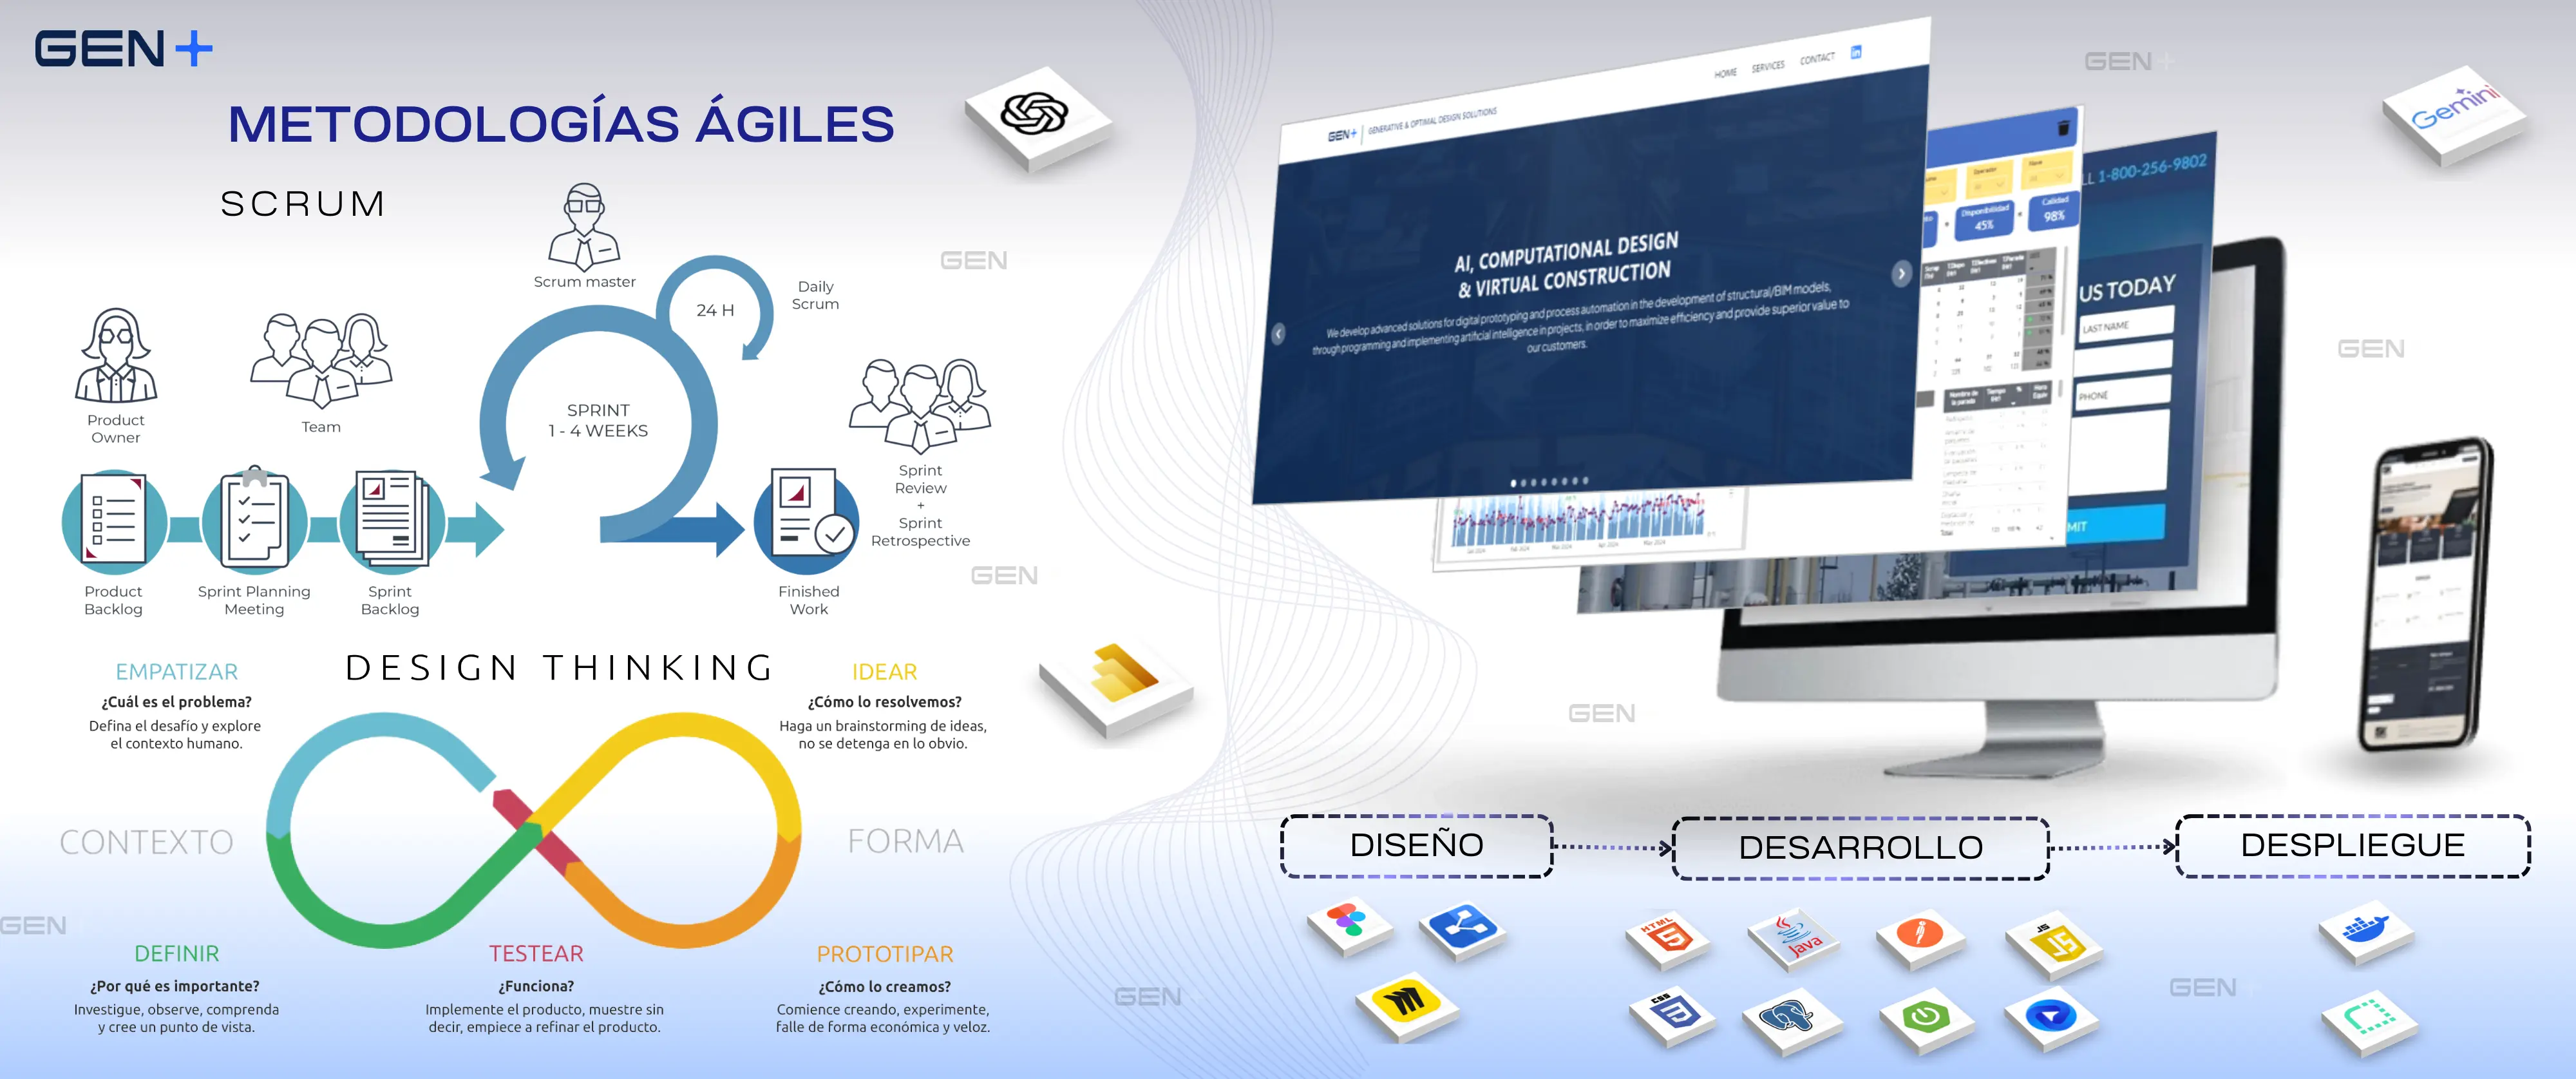 GEN+
METODOLOGÍAS ÁGILES
SCRUM
Scrum master
24 H
Daily
Scrum
Product
Owner
Team
SPRINT
1 - 4 WEEKS
Sprint
Review
+
Sprint
Retrospective
Product
Backlog
Sprint Planning
Meeting
Sprint
Backlog
Finished
Work
DESIGN THINKING
EMPATIZAR
¿Cuál es el problema?
Defina el desafío y explore
el contexto humano.
IDEAR
¿Cómo lo resolvemos?
Haga un brainstorming de ideas,
no se detenga en lo obvio.
CONTEXTO
FORMA
DEFINIR
¿Por qué es importante?
Investigue, observe, comprenda
y cree un punto de vista.
TESTEAR
¿Funciona?
Implemente el producto, muestre sin
decir, empiece a refinar el producto.
PROTOTIPAR
¿Cómo lo creamos?
Comience creando, experimente,
falle de forma económica y veloz.
GEN
GEN
GEN
GEN
GEN
GEN+
GEN
GEN
Gemini
HOME SERVICES CONTACT in
GEN+ | GENERATIVE & OPTIMAL DESIGN SOLUTIONS
AI, COMPUTATIONAL DESIGN
& VIRTUAL CONSTRUCTION
We develop advanced solutions for digital prototyping and process automation in the development of structural/BIM models,
through programming and implementing artificial intelligence in projects, in order to maximize efficiency and provide superior value to
our customers.
Operador
Disponibilidad
45%
Calidad
98%
1-800-256-9802
US TODAY
LAST NAME
PHONE
MIT
DISEÑO
DESARROLLO
DESPLIEGUE
HTML
5
Java
JS
JS
CSS
3